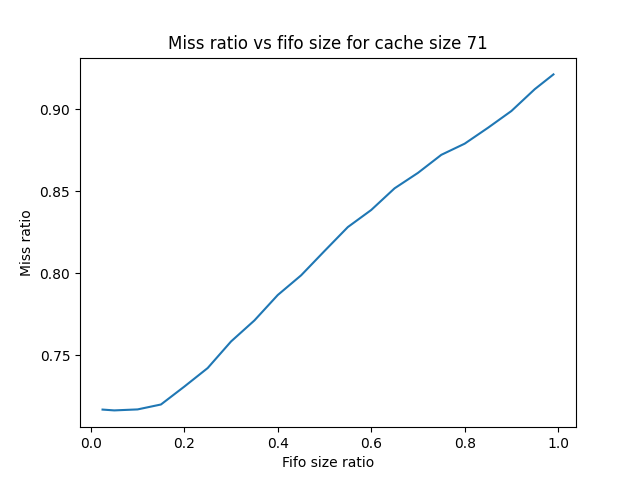 Miss ratio vs fifo size for cache size 71
0.90
0.85
0.80
0.75
Miss ratio
0.0 0.2 0.4 0.6 0.8 1.0
Fifo size ratio